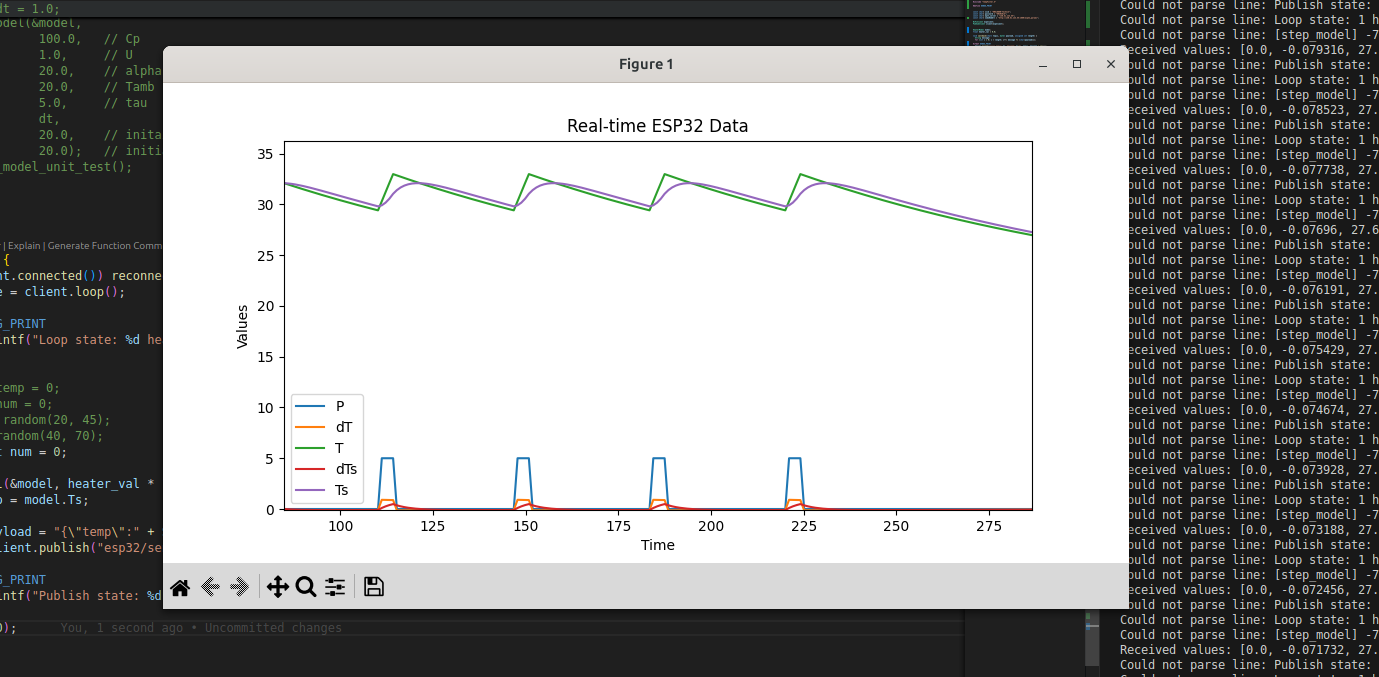 dt = 1.0;
odel(&model,
100.0,   // Cp
1.0,     // U
20.0,    // alpha
20.0,    // Tamb
5.0,     // tau
dt,
20.0,    // inita
20.0);   // initi
_model_unit_test();
| Explain | Generate Function Comm
{
nt.connected()) reconne
e = client.loop();
G_PRINT
intf("Loop state: %d he
temp = 0;
num = 0;
random(20, 45);
random(40, 70);
t num = 0;
l(&model, heater_val *
p = model.Ts;
yload = "{\"temp\":" +
lient.publish("esp32/se
G_PRINT
intf("Publish state: %d
0);      You, 1 second ago • Uncommitted changes
Figure 1
Real-time ESP32 Data
Values
35
30
25
20
15
10
5
0
P
dT
T
dTs
Ts
100
125
150
175
200
225
250
275
Time
Could not parse line: Publish state:
Could not parse line: Loop state: 1 h
Could not parse line: [step_model] -7
eceived values: [0.0, -0.079316, 27.
ould not parse line: Publish state:
ould not parse line: Loop state: 1 h
ould not parse line: [step_model] -7
eceived values: [0.0, -0.078523, 27.
ould not parse line: Publish state:
ould not parse line: Loop state: 1 h
ould not parse line: [step_model] -7
eceived values: [0.0, -0.077738, 27.
ould not parse line: Publish state:
ould not parse line: Loop state: 1 h
ould not parse line: [step_model] -7
eceived values: [0.0, -0.07696, 27.6
ould not parse line: Publish state:
ould not parse line: Loop state: 1 h
ould not parse line: [step_model] -7
eceived values: [0.0, -0.076191, 27.
ould not parse line: Publish state:
ould not parse line: Loop state: 1 h
ould not parse line: [step_model] -7
eceived values: [0.0, -0.075429, 27.
ould not parse line: Publish state:
ould not parse line: Loop state: 1 h
ould not parse line: [step_model] -7
eceived values: [0.0, -0.074674, 27.
ould not parse line: Publish state:
ould not parse line: Loop state: 1 h
ould not parse line: [step_model] -7
eceived values: [0.0, -0.073928, 27.
ould not parse line: Publish state:
ould not parse line: Loop state: 1 h
ould not parse line: [step_model] -7
eceived values: [0.0, -0.073188, 27.
ould not parse line: Publish state:
ould not parse line: Loop state: 1 h
ould not parse line: [step_model] -7
eceived values: [0.0, -0.072456, 27.
ould not parse line: Publish state:
Could not parse line: Loop state: 1 h
Could not parse line: [step_model] -7
Received values: [0.0, -0.071732, 27.
Could not parse line: Publish state: